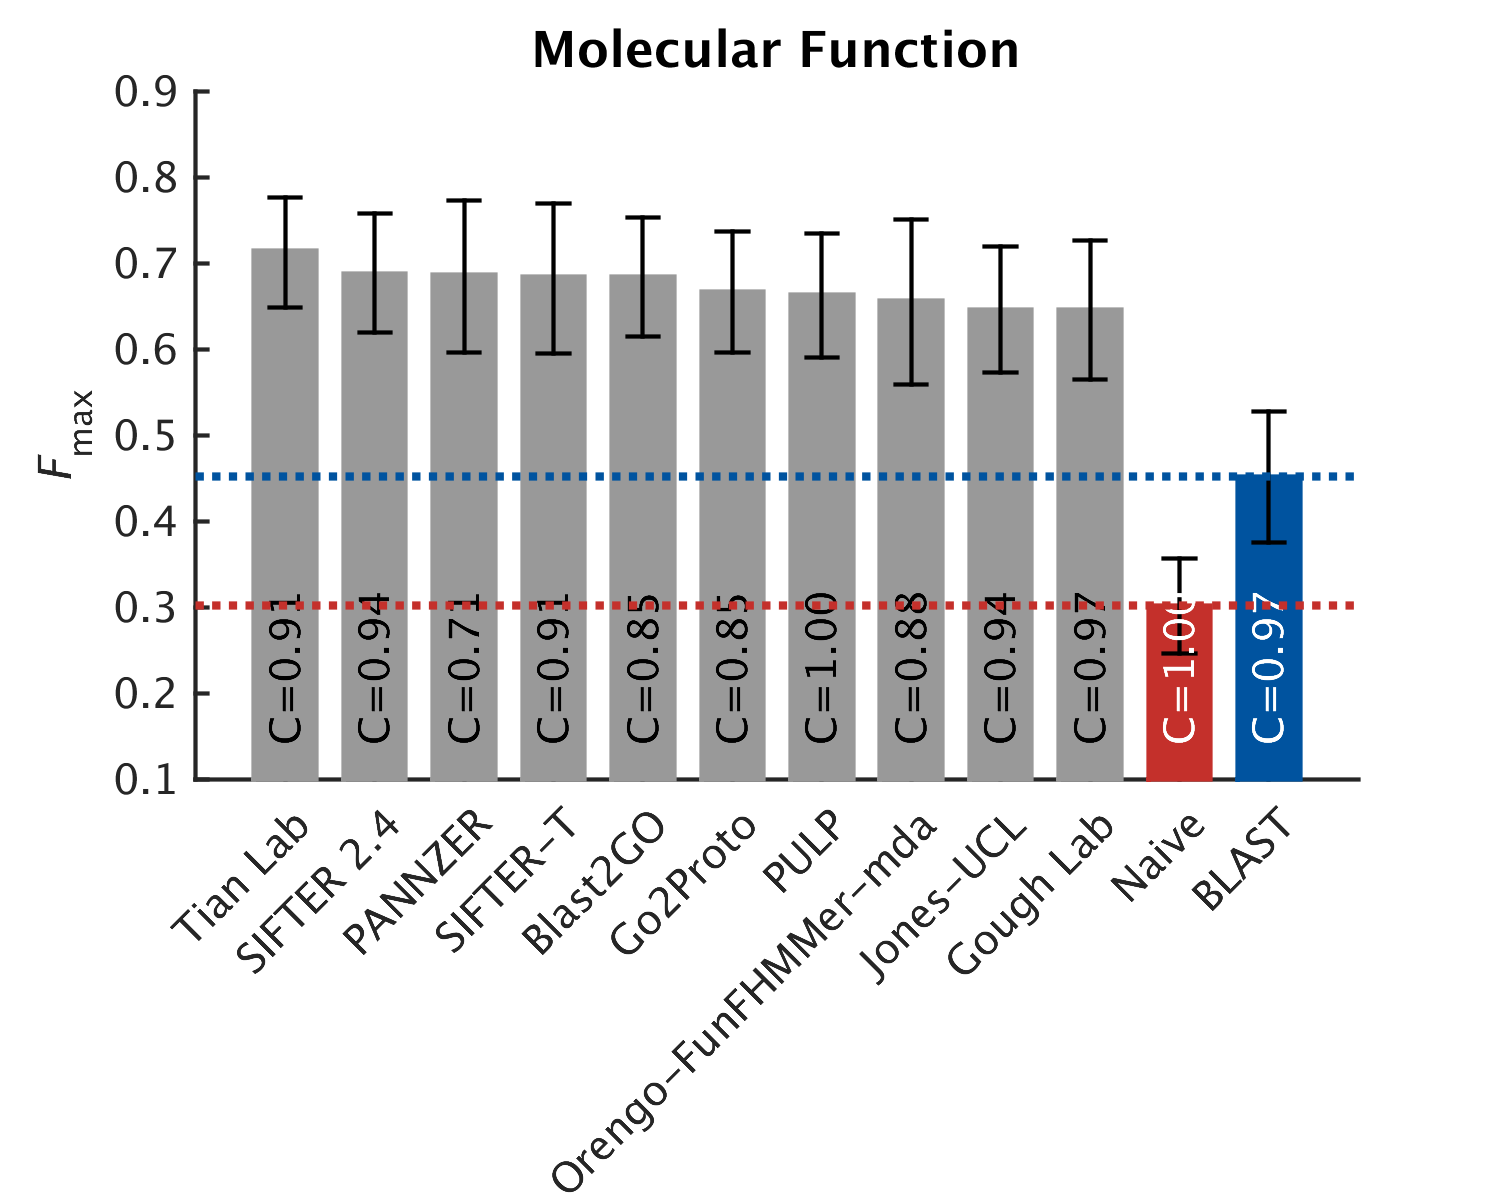 Molecular Function
0.9
0.8
0.7
0.6
0.5
0.4
0.3
0.2
0.1
Fmax
C=0.91
C=0.94
C=0.71
C=0.91
C=0.85
C=0.85
C=1.00
C=0.88
C=0.94
C=0.97
C=1.00
C=0.97
Tian Lab
SIFTER 2.4
PANNZER
SIFTER-T
Blast2GO
Go2Proto
PULP
Orengo-FunFHMMer-mda
Jones-UCL
Gough Lab
Naive
BLAST